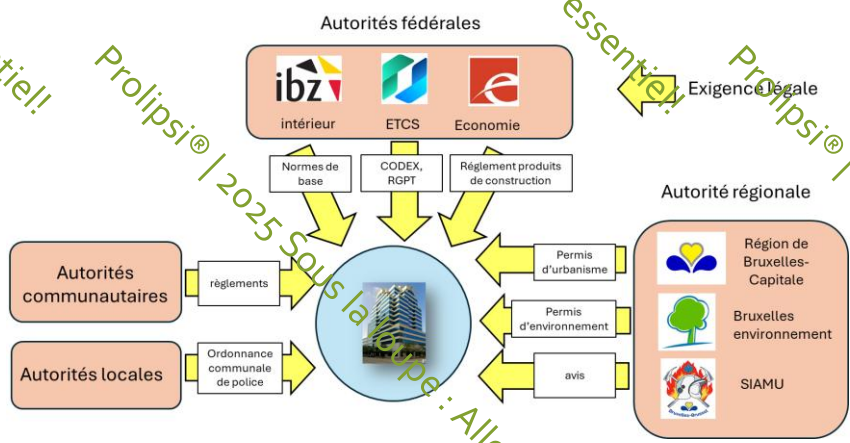 Autorités fédérales
ibz
intérieur
ETCS
Economie
Exigence légale
Normes de
base
CODEX,
RGPT
Réglement produits
de construction
Autorité régionale
Autorités
communautaires
règlements
Autorités locales
Ordonnance
communale
de police
Permis
d'urbanisme
Région de
Bruxelles-
Capitale
Permis
d'environnement
Bruxelles
environnement
avis
SIAMU
tiel!
Prolipsi® | 2025 Sous la loupe : Alle
essentiel!
Prolipsi® |